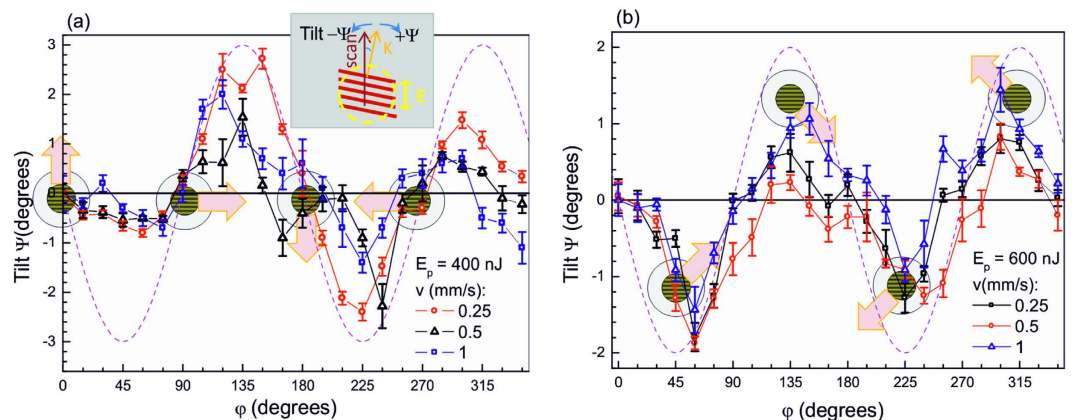 (a)
Tilt –Ψ
+Ψ
scan
K
E
Tilt Ψ(degrees)
3
2
1
0
-1
-2
-3
E_p = 400 nJ
v (mm/s):
0.25
0.5
1
0 45 90 135 180 225 270 315
φ (degrees)
(b)
Tilt Ψ (degrees)
2
1
0
-1
-2
E_p = 600 nJ
v(mm/s):
0.25
0.5
1
0 45 90 135 180 225 270 315
φ (degrees)